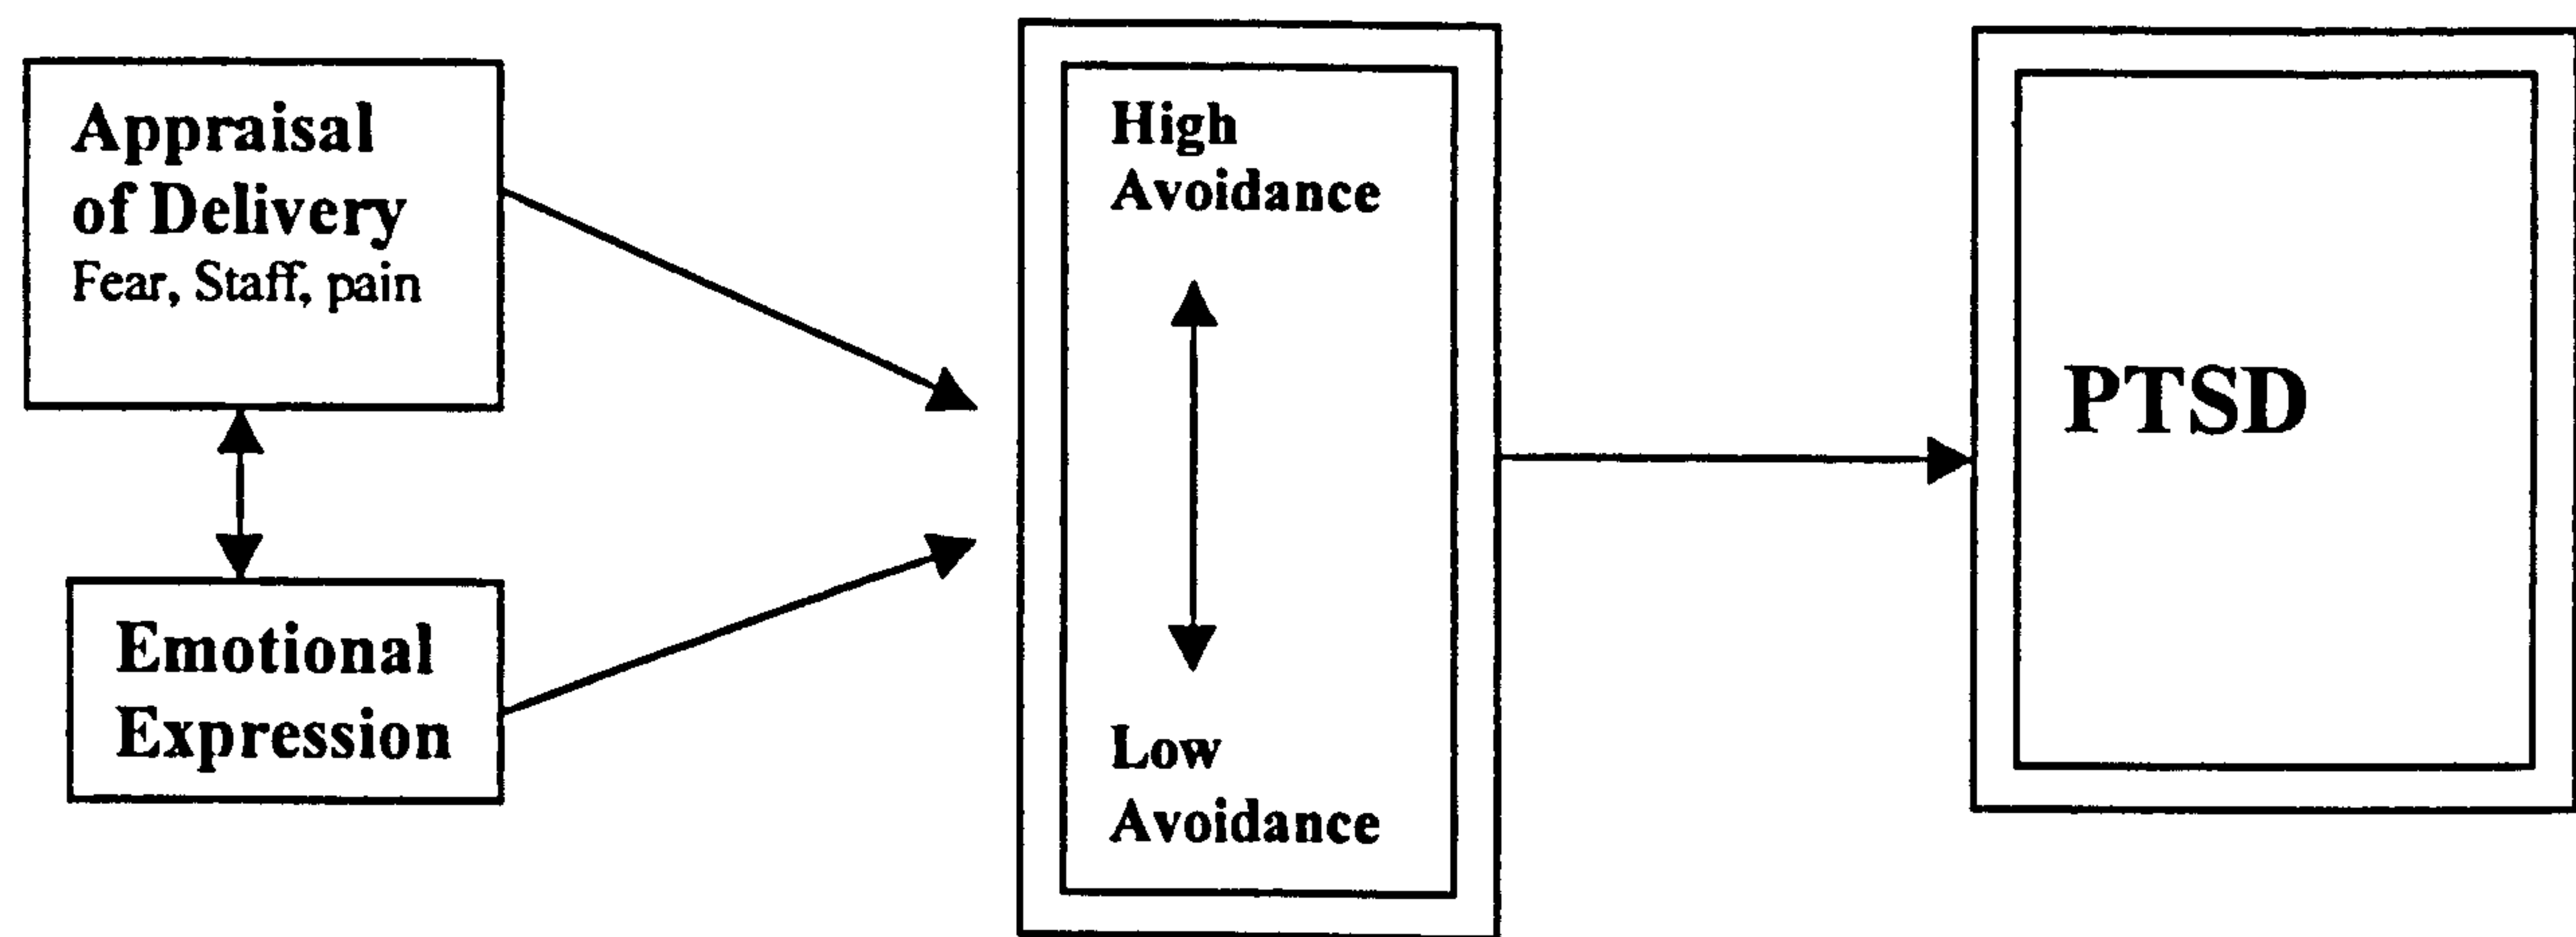 Appraisal
of Delivery
Fear, Staff, pain
Emotional
Expression
High
Avoidance
Low
Avoidance
PTSD